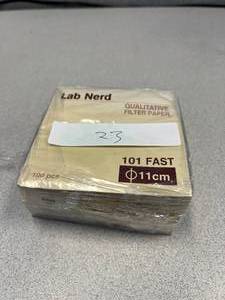 Lab Nerd
QUALITATIVE
FILTER PAPER
23
101 FAST
100 pcs
Φ11cm